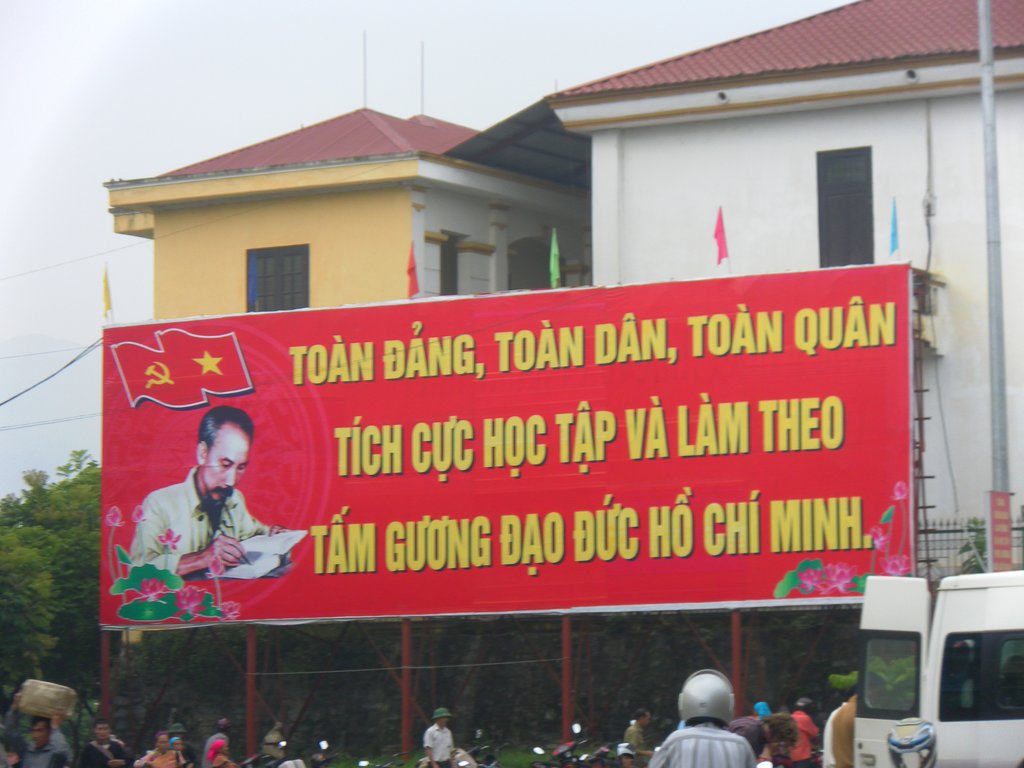 TOÀN ĐẢNG, TOÀN DÂN, TOÀN QUÂN
TÍCH CỰC HỌC TẬP VÀ LÀM THEO
TẤM GƯƠNG ĐẠO ĐỨC HỒ CHÍ MINH.